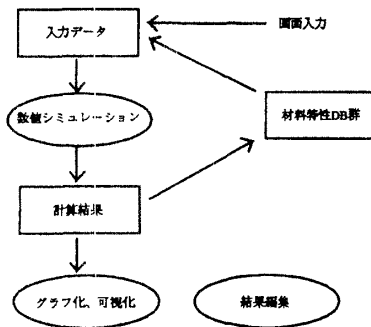 入力データ
画面入力
数値シミュレーション
材料特性DB群
計算結果
グラフ化、可視化
結果編集